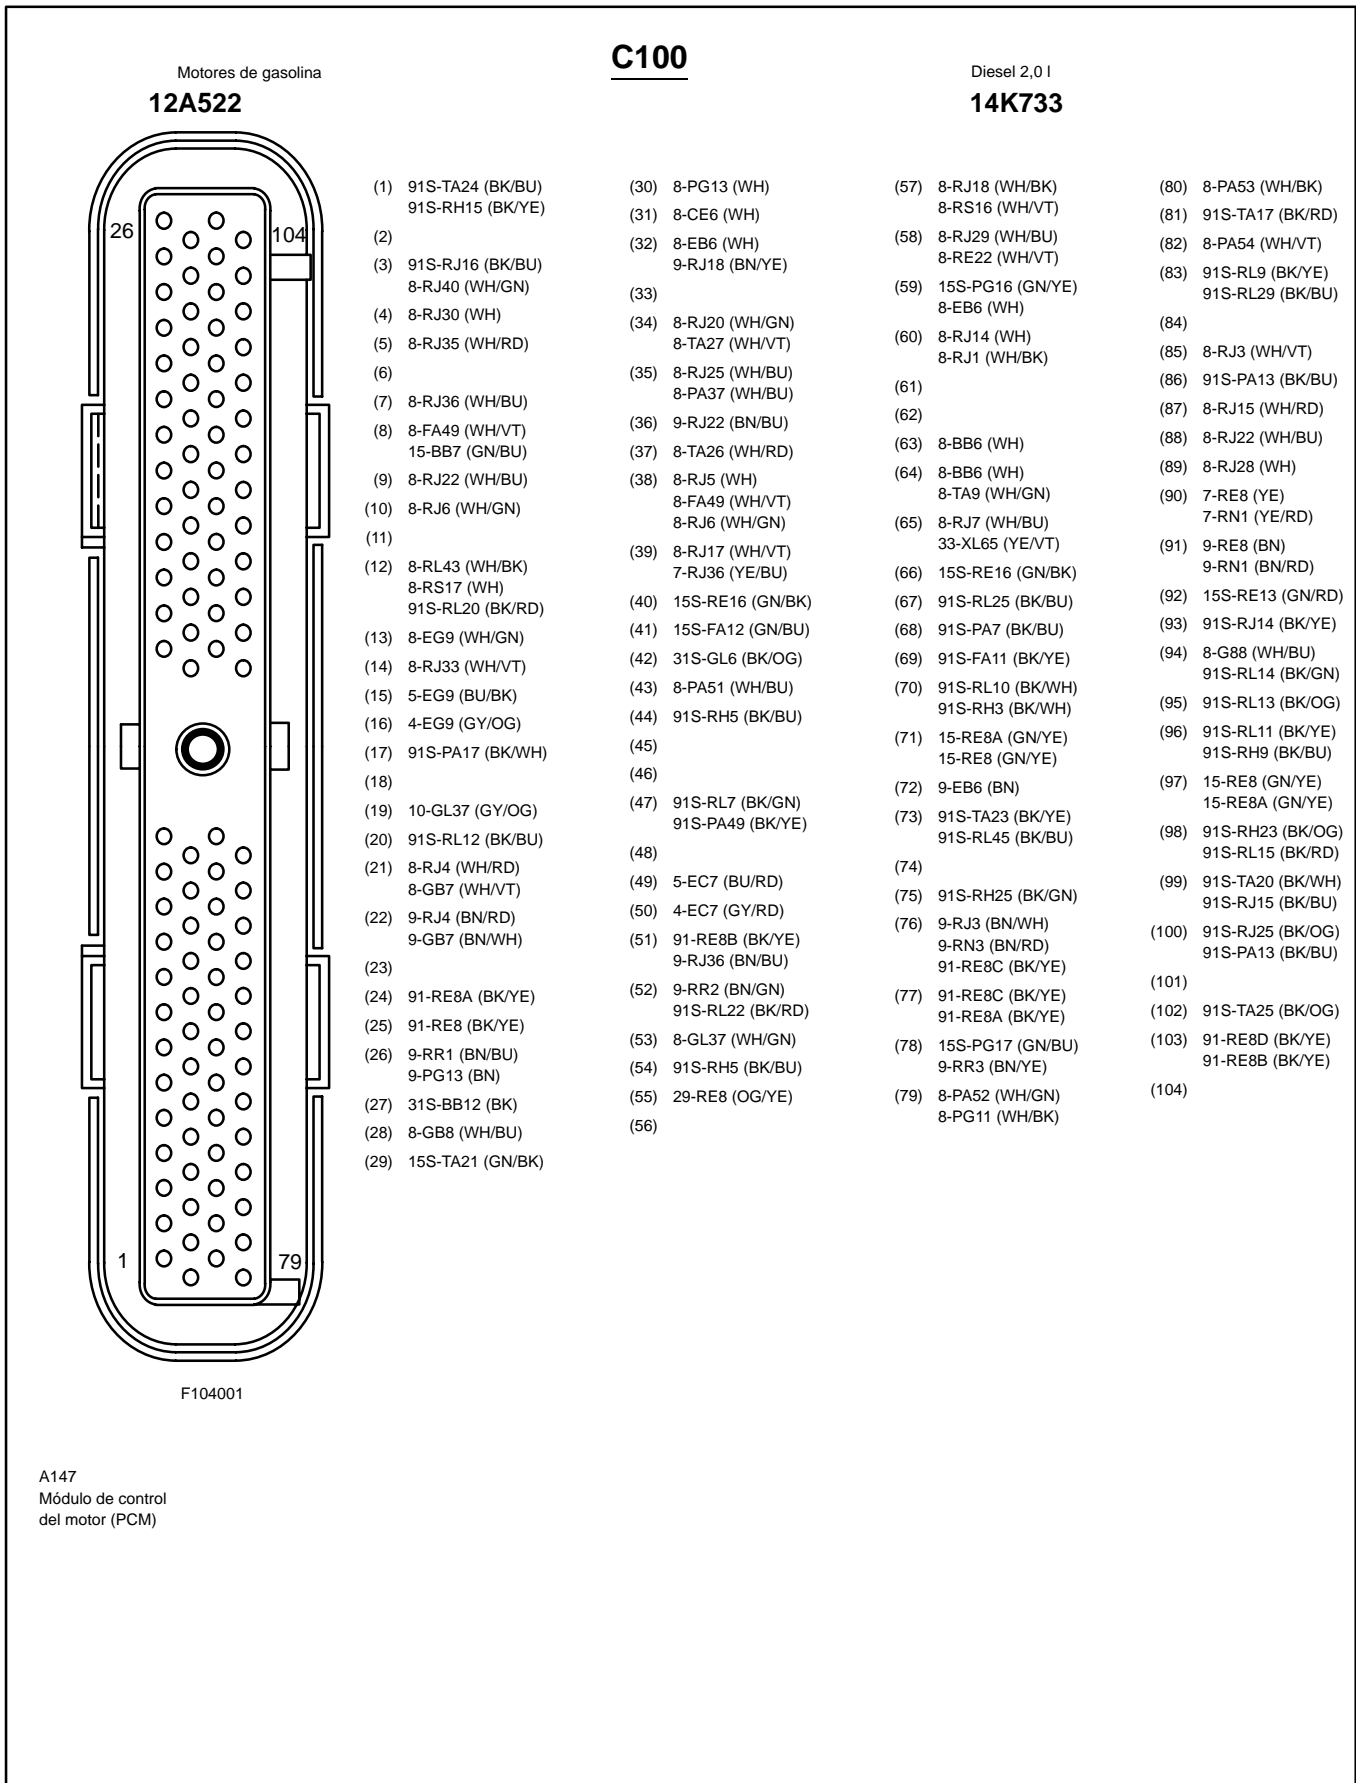 C100
Motores de gasolina
12A522
Diesel 2,0 l
14K733
26
104
1
79
F104001
(1) 91S-TA24 (BK/BU)
91S-RH15 (BK/YE)
(2)
(3) 91S-RJ16 (BK/BU)
8-RJ40 (WH/GN)
(4) 8-RJ30 (WH)
(5) 8-RJ35 (WH/RD)
(6)
(7) 8-RJ36 (WH/BU)
(8) 8-FA49 (WH/VT)
15-BB7 (GN/BU)
(9) 8-RJ22 (WH/BU)
(10) 8-RJ6 (WH/GN)
(11)
(12) 8-RL43 (WH/BK)
8-RS17 (WH)
91S-RL20 (BK/RD)
(13) 8-EG9 (WH/GN)
(14) 8-RJ33 (WH/VT)
(15) 5-EG9 (BU/BK)
(16) 4-EG9 (GY/OG)
(17) 91S-PA17 (BK/WH)
(18)
(19) 10-GL37 (GY/OG)
(20) 91S-RL12 (BK/BU)
(21) 8-RJ4 (WH/RD)
8-GB7 (WH/VT)
(22) 9-RJ4 (BN/RD)
9-GB7 (BN/WH)
(23)
(24) 91-RE8A (BK/YE)
(25) 91-RE8 (BK/YE)
(26) 9-RR1 (BN/BU)
9-PG13 (BN)
(27) 31S-BB12 (BK)
(28) 8-GB8 (WH/BU)
(29) 15S-TA21 (GN/BK)
(30) 8-PG13 (WH)
(31) 8-CE6 (WH)
(32) 8-EB6 (WH)
9-RJ18 (BN/YE)
(33)
(34) 8-RJ20 (WH/GN)
8-TA27 (WH/VT)
(35) 8-RJ25 (WH/BU)
8-PA37 (WH/BU)
(36) 9-RJ22 (BN/BU)
(37) 8-TA26 (WH/RD)
(38) 8-RJ5 (WH)
8-FA49 (WH/VT)
8-RJ6 (WH/GN)
(39) 8-RJ17 (WH/VT)
7-RJ36 (YE/BU)
(40) 15S-RE16 (GN/BK)
(41) 15S-FA12 (GN/BU)
(42) 31S-GL6 (BK/OG)
(43) 8-PA51 (WH/BU)
(44) 91S-RH5 (BK/BU)
(45)
(46)
(47) 91S-RL7 (BK/GN)
91S-PA49 (BK/YE)
(48)
(49) 5-EC7 (BU/RD)
(50) 4-EC7 (GY/RD)
(51) 91-RE8B (BK/YE)
9-RJ36 (BN/BU)
(52) 9-RR2 (BN/GN)
91S-RL22 (BK/RD)
(53) 8-GL37 (WH/GN)
(54) 91S-RH5 (BK/BU)
(55) 29-RE8 (OG/YE)
(56)
(57) 8-RJ18 (WH/BK)
8-RS16 (WH/VT)
(58) 8-RJ29 (WH/BU)
8-RE22 (WH/VT)
(59) 15S-PG16 (GN/YE)
8-EB6 (WH)
(60) 8-RJ14 (WH)
8-RJ1 (WH/BK)
(61)
(62)
(63) 8-BB6 (WH)
(64) 8-BB6 (WH)
8-TA9 (WH/GN)
(65) 8-RJ7 (WH/BU)
33-XL65 (YE/VT)
(66) 15S-RE16 (GN/BK)
(67) 91S-RL25 (BK/BU)
(68) 91S-PA7 (BK/BU)
(69) 91S-FA11 (BK/YE)
(70) 91S-RL10 (BK/WH)
91S-RH3 (BK/WH)
(71) 15-RE8A (GN/YE)
15-RE8 (GN/YE)
(72) 9-EB6 (BN)
(73) 91S-TA23 (BK/YE)
91S-RL45 (BK/BU)
(74)
(75) 91S-RH25 (BK/GN)
(76) 9-RJ3 (BN/WH)
9-RN3 (BN/RD)
91-RE8C (BK/YE)
(77) 91-RE8C (BK/YE)
91-RE8A (BK/YE)
(78) 15S-PG17 (GN/BU)
9-RR3 (BN/YE)
(79) 8-PA52 (WH/GN)
8-PG11 (WH/BK)
(80) 8-PA53 (WH/BK)
(81) 91S-TA17 (BK/RD)
(82) 8-PA54 (WH/VT)
(83) 91S-RL9 (BK/YE)
91S-RL29 (BK/BU)
(84)
(85) 8-RJ3 (WH/VT)
(86) 91S-PA13 (BK/BU)
(87) 8-RJ15 (WH/RD)
(88) 8-RJ22 (WH/BU)
(89) 8-RJ28 (WH)
(90) 7-RE8 (YE)
7-RN1 (YE/RD)
(91) 9-RE8 (BN)
9-RN1 (BN/RD)
(92) 15S-RE13 (GN/RD)
(93) 91S-RJ14 (BK/YE)
(94) 8-G88 (WH/BU)
91S-RL14 (BK/GN)
(95) 91S-RL13 (BK/OG)
(96) 91S-RL11 (BK/YE)
91S-RH9 (BK/BU)
(97) 15-RE8 (GN/YE)
15-RE8A (GN/YE)
(98) 91S-RH23 (BK/OG)
91S-RL15 (BK/RD)
(99) 91S-TA20 (BK/WH)
91S-RJ15 (BK/BU)
(100) 91S-RJ25 (BK/OG)
91S-PA13 (BK/BU)
(101)
(102) 91S-TA25 (BK/OG)
(103) 91-RE8D (BK/YE)
91-RE8B (BK/YE)
(104)
A147
Módulo de control
del motor (PCM)